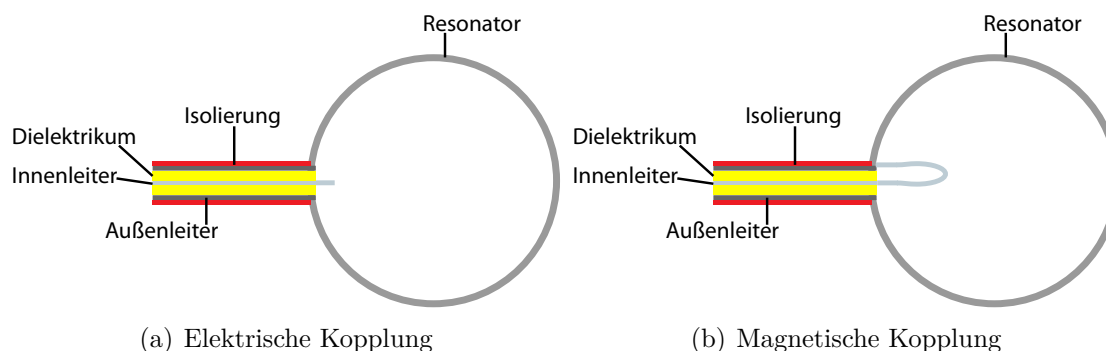 Resonator
Isolierung
Dielektrikum
Innenleiter
Außenleiter
(a) Elektrische Kopplung
Resonator
Isolierung
Dielektrikum
Innenleiter
Außenleiter
(b) Magnetische Kopplung